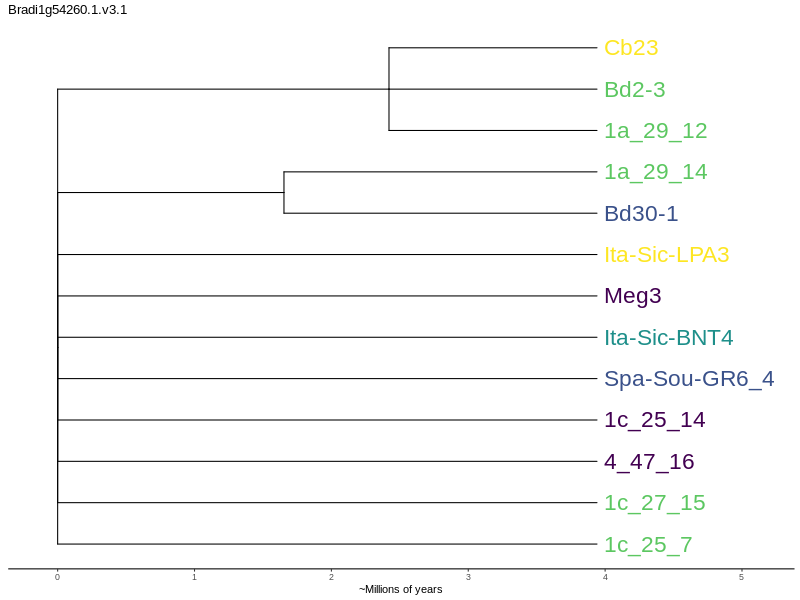 Bradi1g54260.1.v3.1
Cb23
Bd2-3
1a_29_12
1a_29_14
Bd30-1
Ita-Sic-LPA3
Meg3
Ita-Sic-BNT4
Spa-Sou-GR6_4
1c_25_14
4_47_16
1c_27_15
1c_25_7
0 1 2 3 4 5
~Millions of years